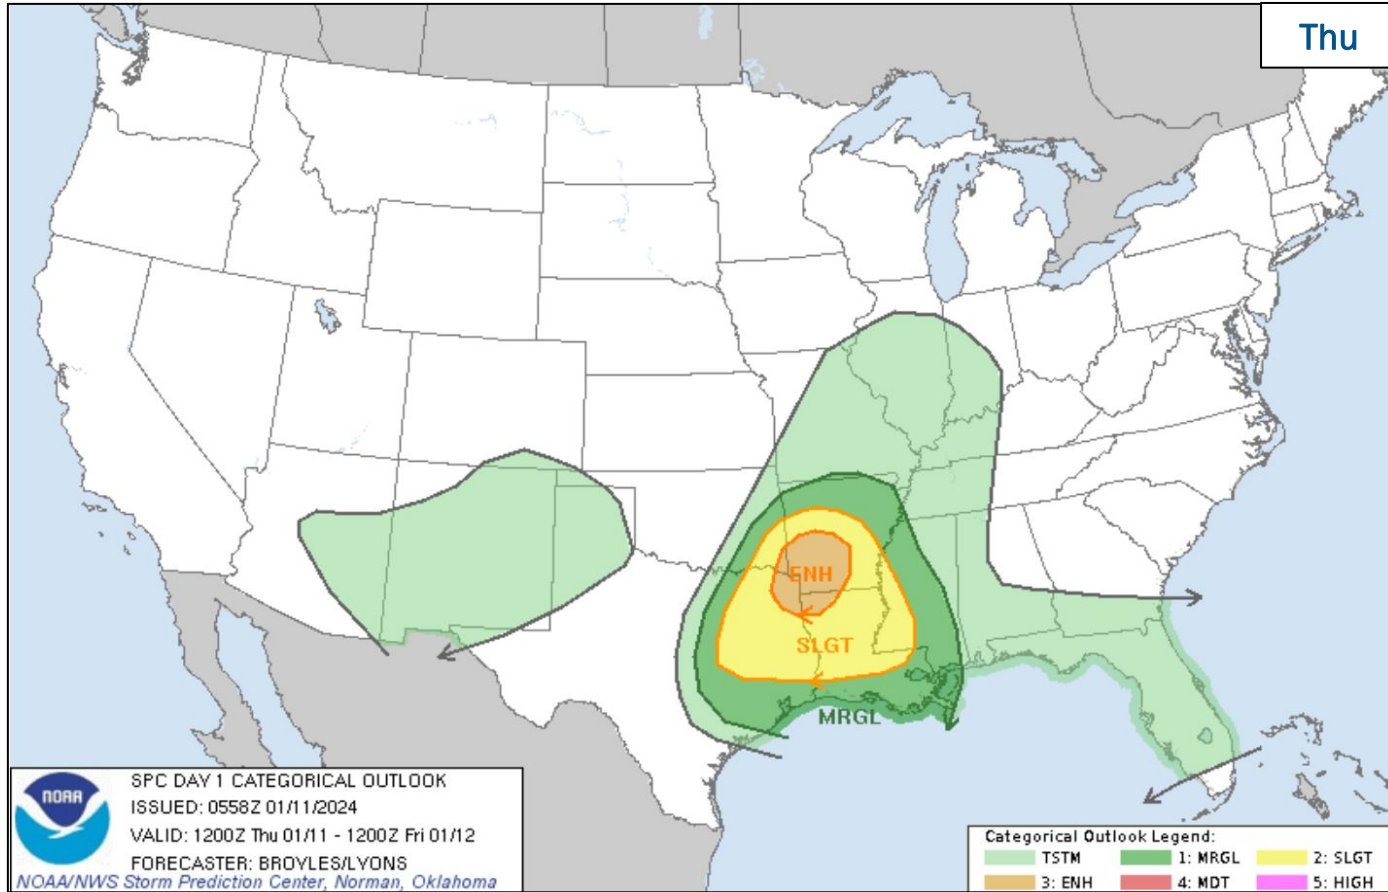 Thu
ENH
SLGT
MRGL
NOAA
SPC DAY 1 CATEGORICAL OUTLOOK
ISSUED: 0558Z 01/11/2024
VALID: 1200Z Thu 01/11 - 1200Z Fri 01/12
FORECASTER: BROYLES/LYONS
NOAA/NWS Storm Prediction Center, Norman, Oklahoma
Categorical Outlook Legend:
TSTM 1: MRGL 2: SLGT
3: ENH 4: MDT 5: HIGH